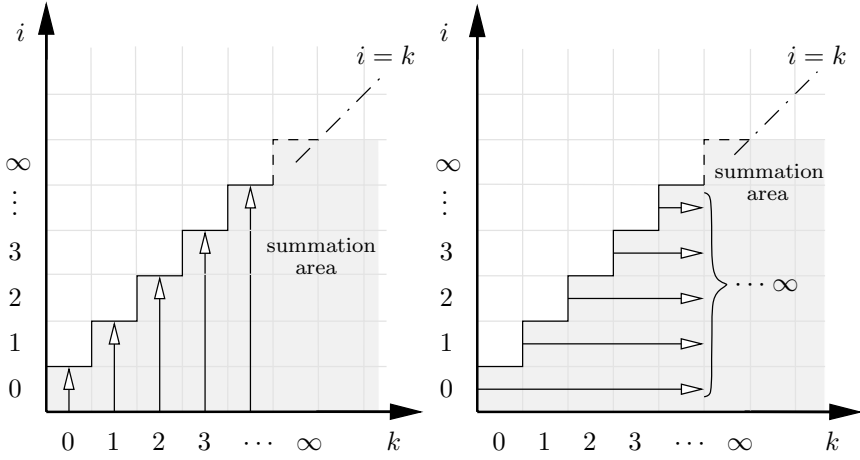 i
i = k
∞
⋮
3
2
1
0
summation
area
0 1 2 3 ··· ∞ k
i
i = k
∞
⋮
3
2
1
0
summation
area
··· ∞
0 1 2 3 ··· ∞ k